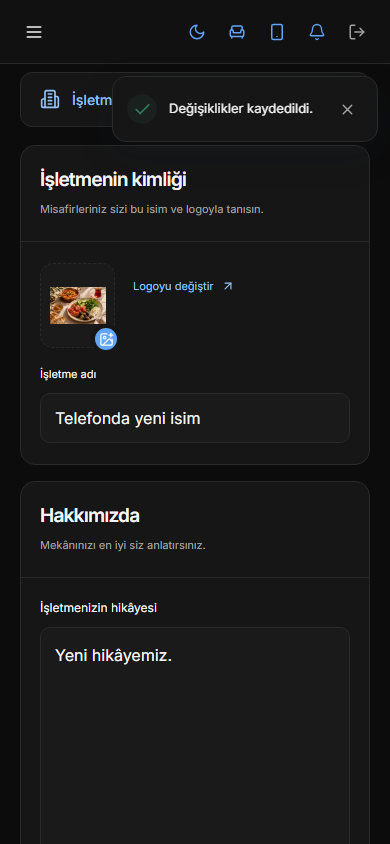 İşletm
Değişiklikler kaydedildi.
İşletmenin kimliği
Misafirleriniz sizi bu isim ve logoyla tanısın.
Logoyu değiştir
İşletme adı
Telefonda yeni isim
Hakkımızda
Mekânınızı en iyi siz anlatırsınız.
İşletmenizin hikâyesi
Yeni hikâyemiz.